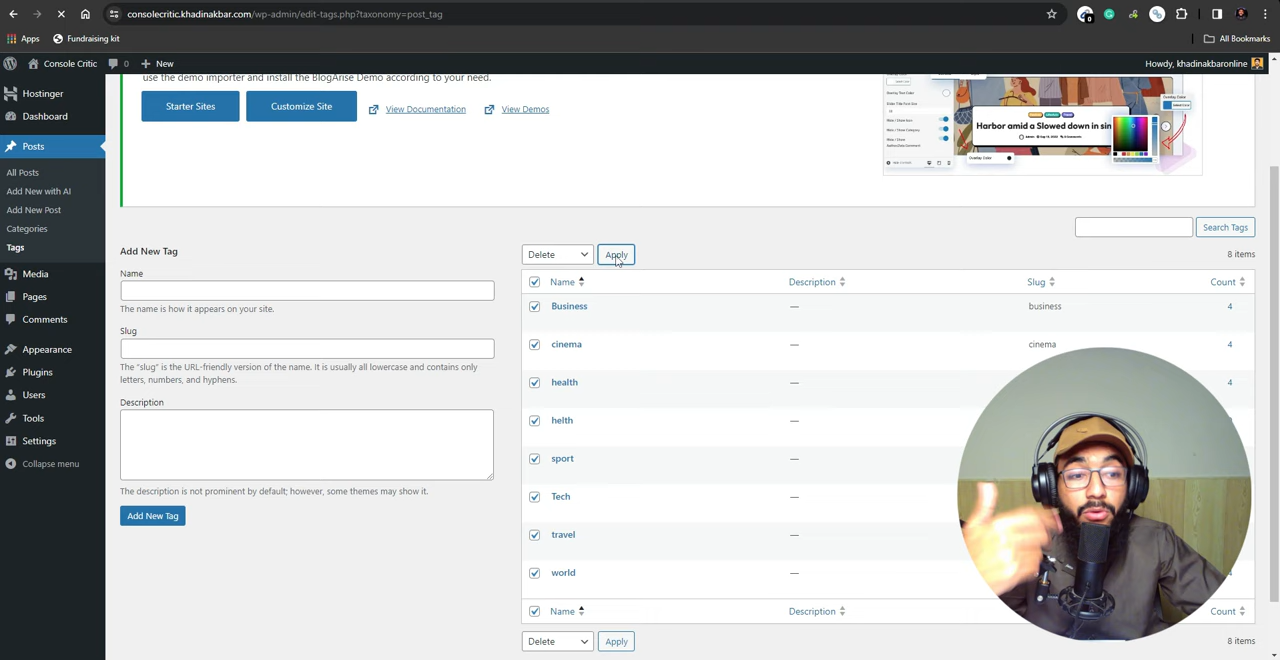 consolecritic.khadinakbar.com/wp-admin/edit-tags.php?taxonomy=post_tag
Apps
Fundraising kit
All Bookmarks
Console Critic
0
New
Howdy, khadinakbaronline
Hostinger
Dashboard
Posts
All Posts
Add New with AI
Add New Post
Categories
Tags
Media
Pages
Comments
Appearance
Plugins
Users
Tools
Settings
Collapse menu
use the demo importer and install the BlogArise Demo according to your need.
Starter Sites
Customize Site
View Documentation
View Demos
Harbor amid a Slowed down in sin
Overlay Color
Search Tags
Add New Tag
Name
The name is how it appears on your site.
Slug
The "slug" is the URL-friendly version of the name. It is usually all lowercase and contains only
letters, numbers, and hyphens.
Description
The description is not prominent by default; however, some themes may show it.
Add New Tag
Delete
Apply
8 items
Name
Description
Slug
Count
Business
—
business
4
cinema
—
cinema
4
health
—
4
helth
—
sport
—
Tech
—
travel
—
world
—
Name
Description
Count
Delete
Apply
8 items